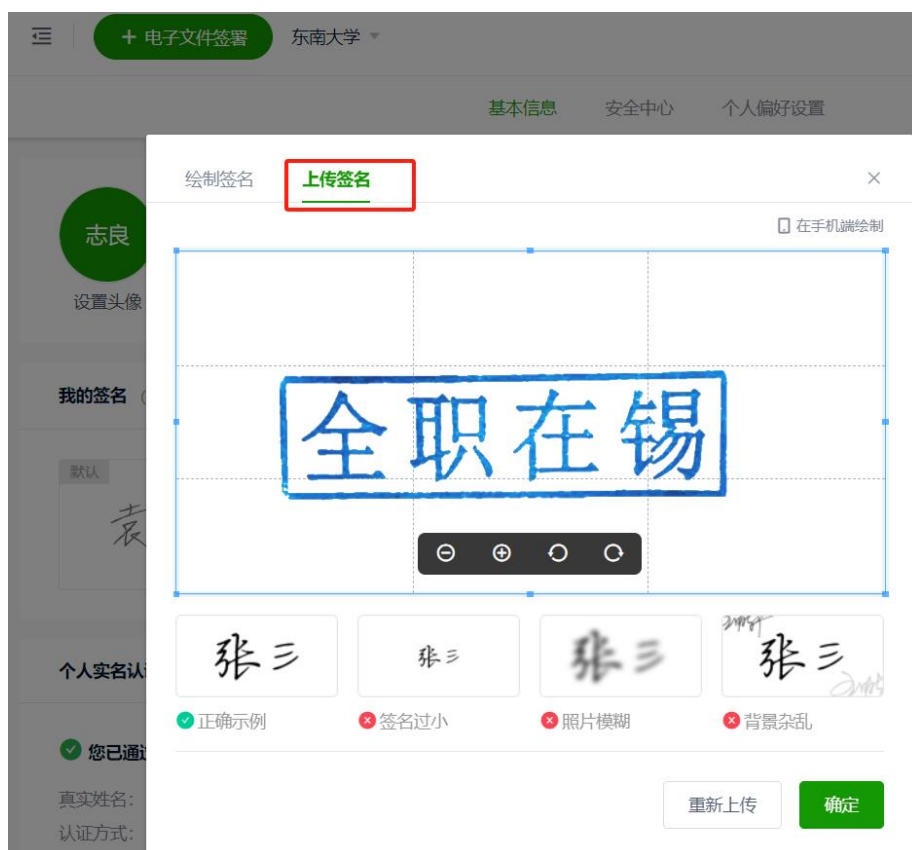 + 电子文件签署 东南大学
基本信息 安全中心 个人偏好设置
绘制签名 上传签名
在手机端绘制
志良
设置头像
我的签名
默认
袁
全职在锡
张三 张三 张三 张三
正确示例 签名过小 照片模糊 背景杂乱
个人实名认
您已通过
真实姓名:
认证方式:
重新上传 确定